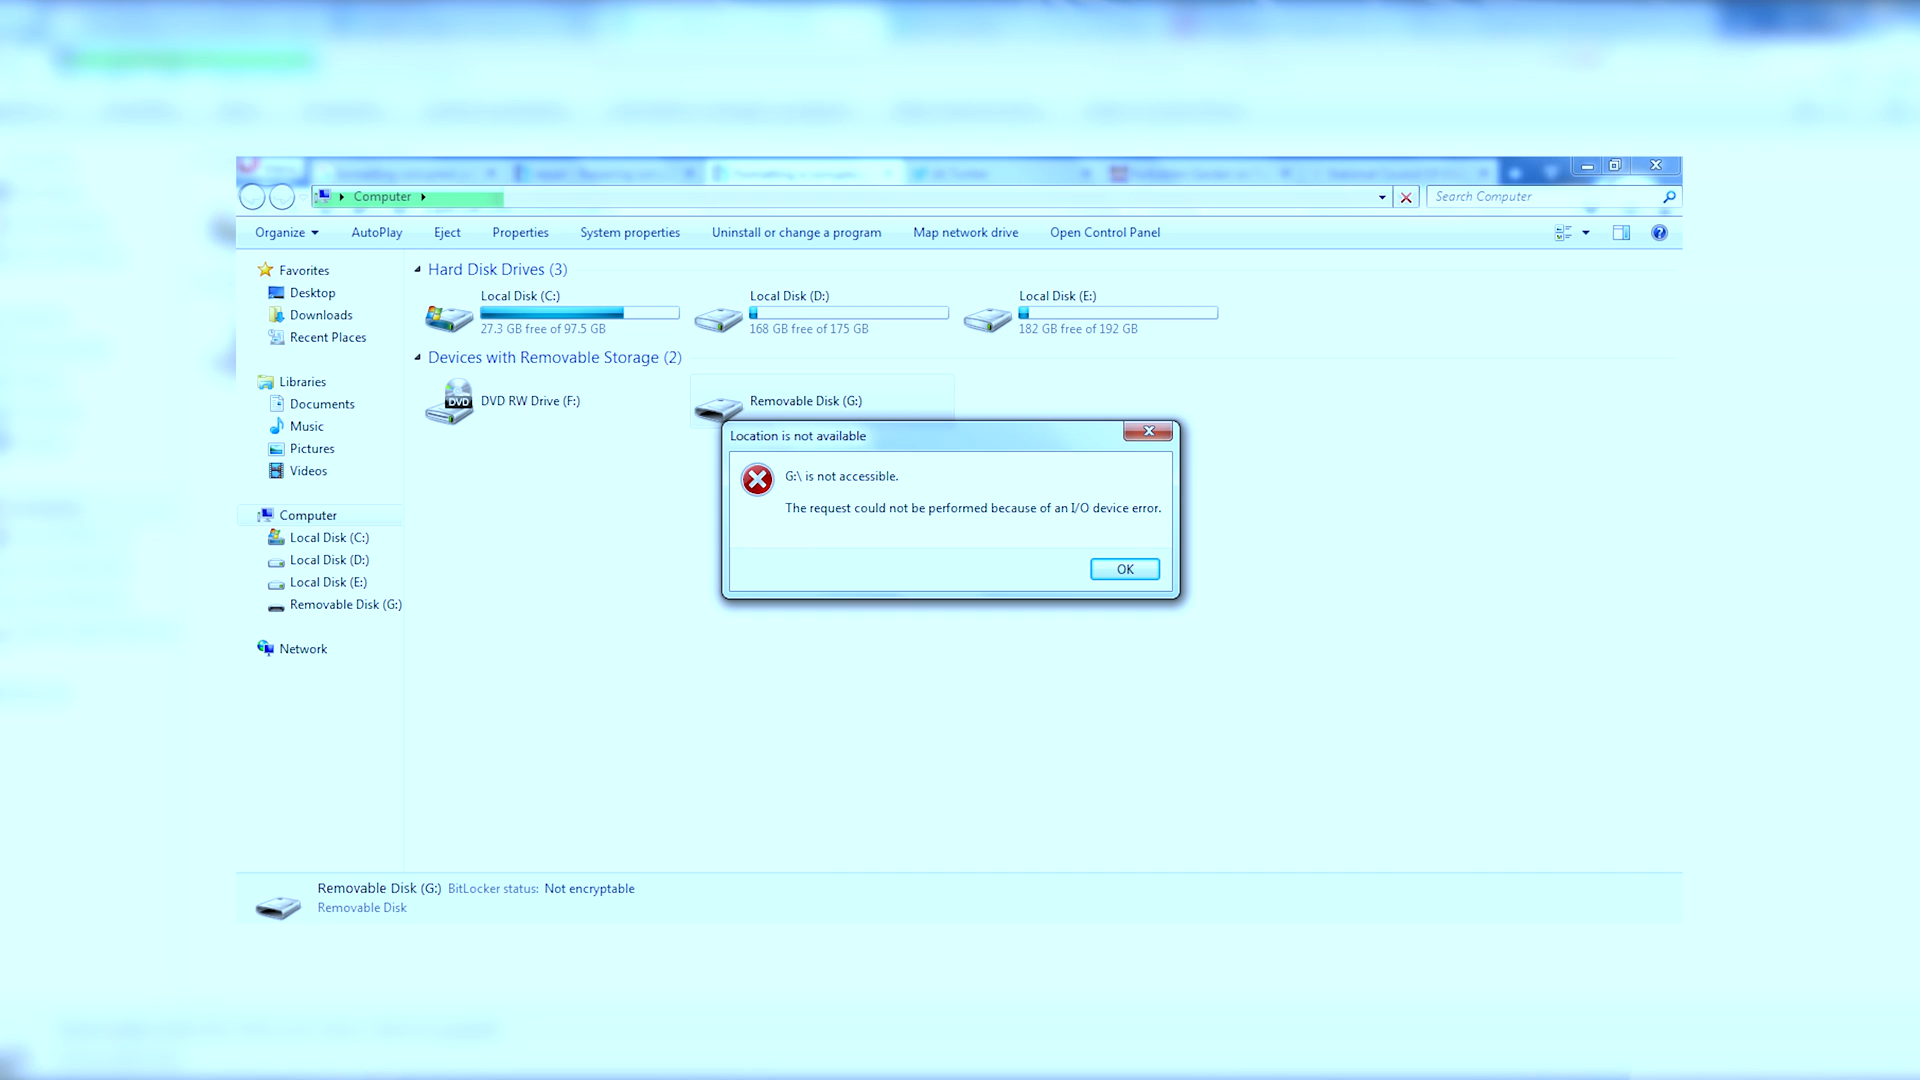 Computer
Search Computer
Organize AutoPlay Eject Properties System properties Uninstall or change a program Map network drive Open Control Panel
Favorites
Desktop
Downloads
Recent Places
Libraries
Documents
Music
Pictures
Videos
Computer
Local Disk (C:)
Local Disk (D:)
Local Disk (E:)
Removable Disk (G:)
Network
Hard Disk Drives (3)
Local Disk (C:)
27.3 GB free of 97.5 GB
Local Disk (D:)
168 GB free of 175 GB
Local Disk (E:)
182 GB free of 192 GB
Devices with Removable Storage (2)
DVD
DVD RW Drive (F:)
Removable Disk (G:)
Location is not available
G:\ is not accessible.
The request could not be performed because of an I/O device error.
OK
Removable Disk (G:) BitLocker status: Not encryptable
Removable Disk